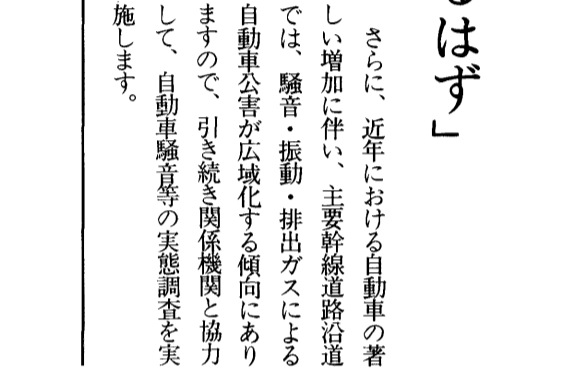 はず」
さらに、近年における自動車の著
しい増加に伴い、主要幹線道路沿道
では、騒音・振動・排出ガスによる
自動車公害が広域化する傾向にあり
ますので、引き続き関係機関と協力
して、自動車騒音等の実態調査を実
施します。